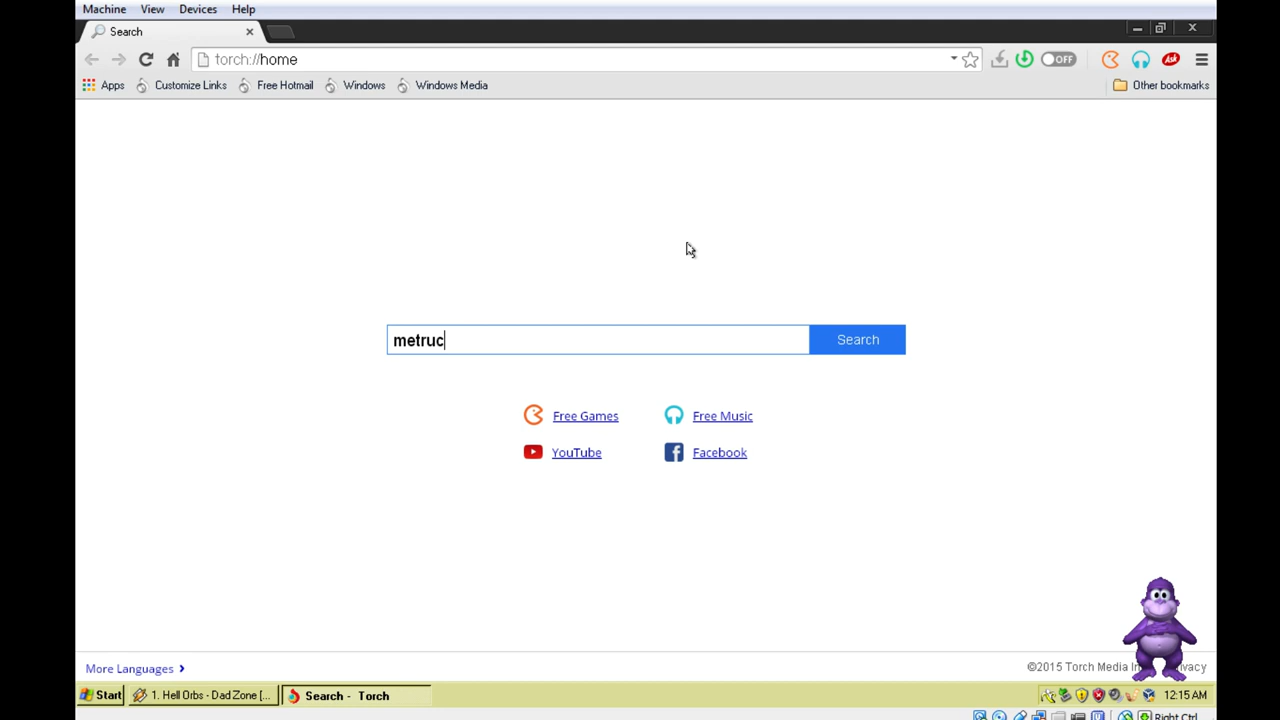 Machine View Devices Help
Search
torch://home
OFF
Ask
Apps Customize Links Free Hotmail Windows Windows Media Other bookmarks
metruc Search
Free Games Free Music
YouTube Facebook
More Languages
©2015 Torch Media
Start 1. Hell Orbs - Dad Zone [... Search - Torch 12:15 AM
Right Ctrl